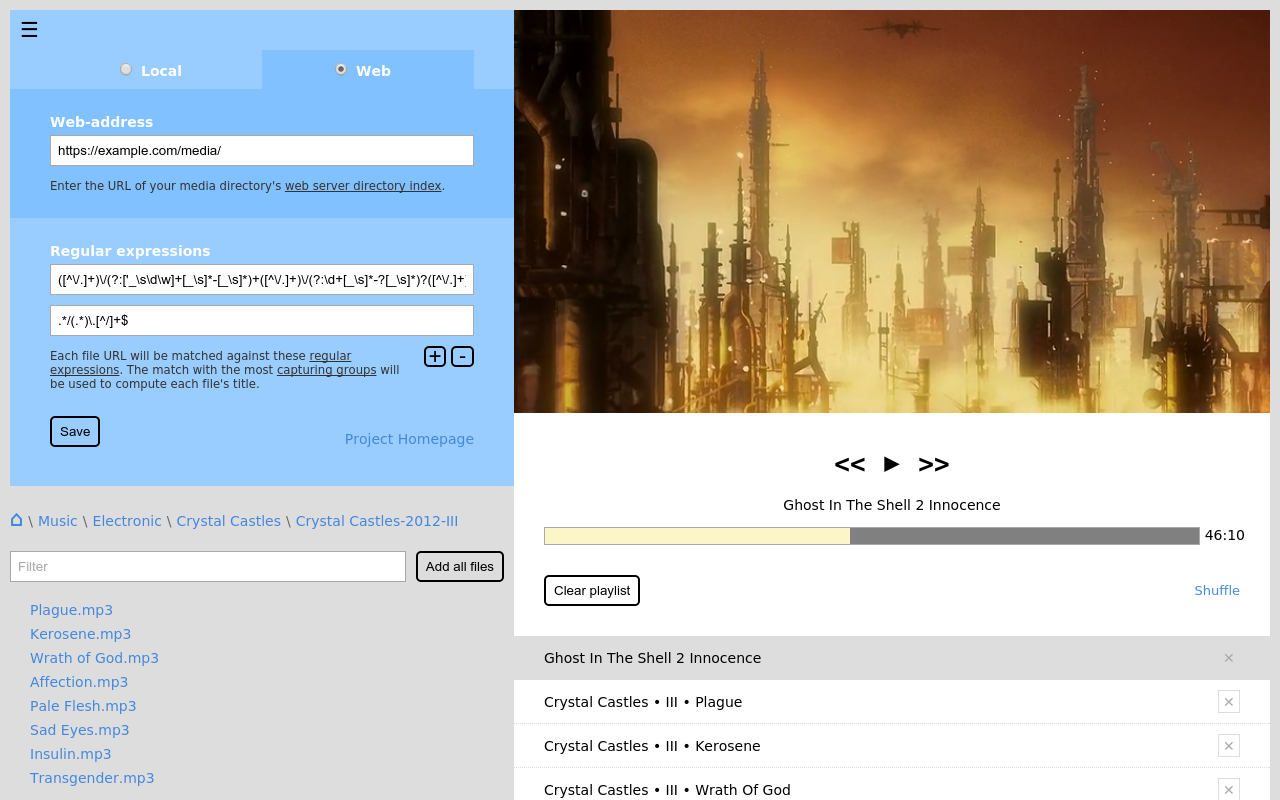 ☰
Local
Web
Web-address
https://example.com/media/
Enter the URL of your media directory's web server directory index.
Regular expressions
([^\/.]+)\/(?:['_\s\d\w]+[_\s]*-[_\s]*)+([^\/.]+)\/(?:\d+[_\s]*-?[_\s]*)?([^\/.]+
.*/(.*)\.[^/]+$
Each file URL will be matched against these regular
expressions. The match with the most capturing groups will
be used to compute each file's title.
+ -
Save
Project Homepage
\ Music \ Electronic \ Crystal Castles \ Crystal Castles-2012-III
Filter
Add all files
Plague.mp3
Kerosene.mp3
Wrath of God.mp3
Affection.mp3
Pale Flesh.mp3
Sad Eyes.mp3
Insulin.mp3
Transgender.mp3
<< ► >>
Ghost In The Shell 2 Innocence
46:10
Clear playlist
Shuffle
Ghost In The Shell 2 Innocence ×
Crystal Castles • III • Plague ×
Crystal Castles • III • Kerosene ×
Crystal Castles • III • Wrath Of God ×